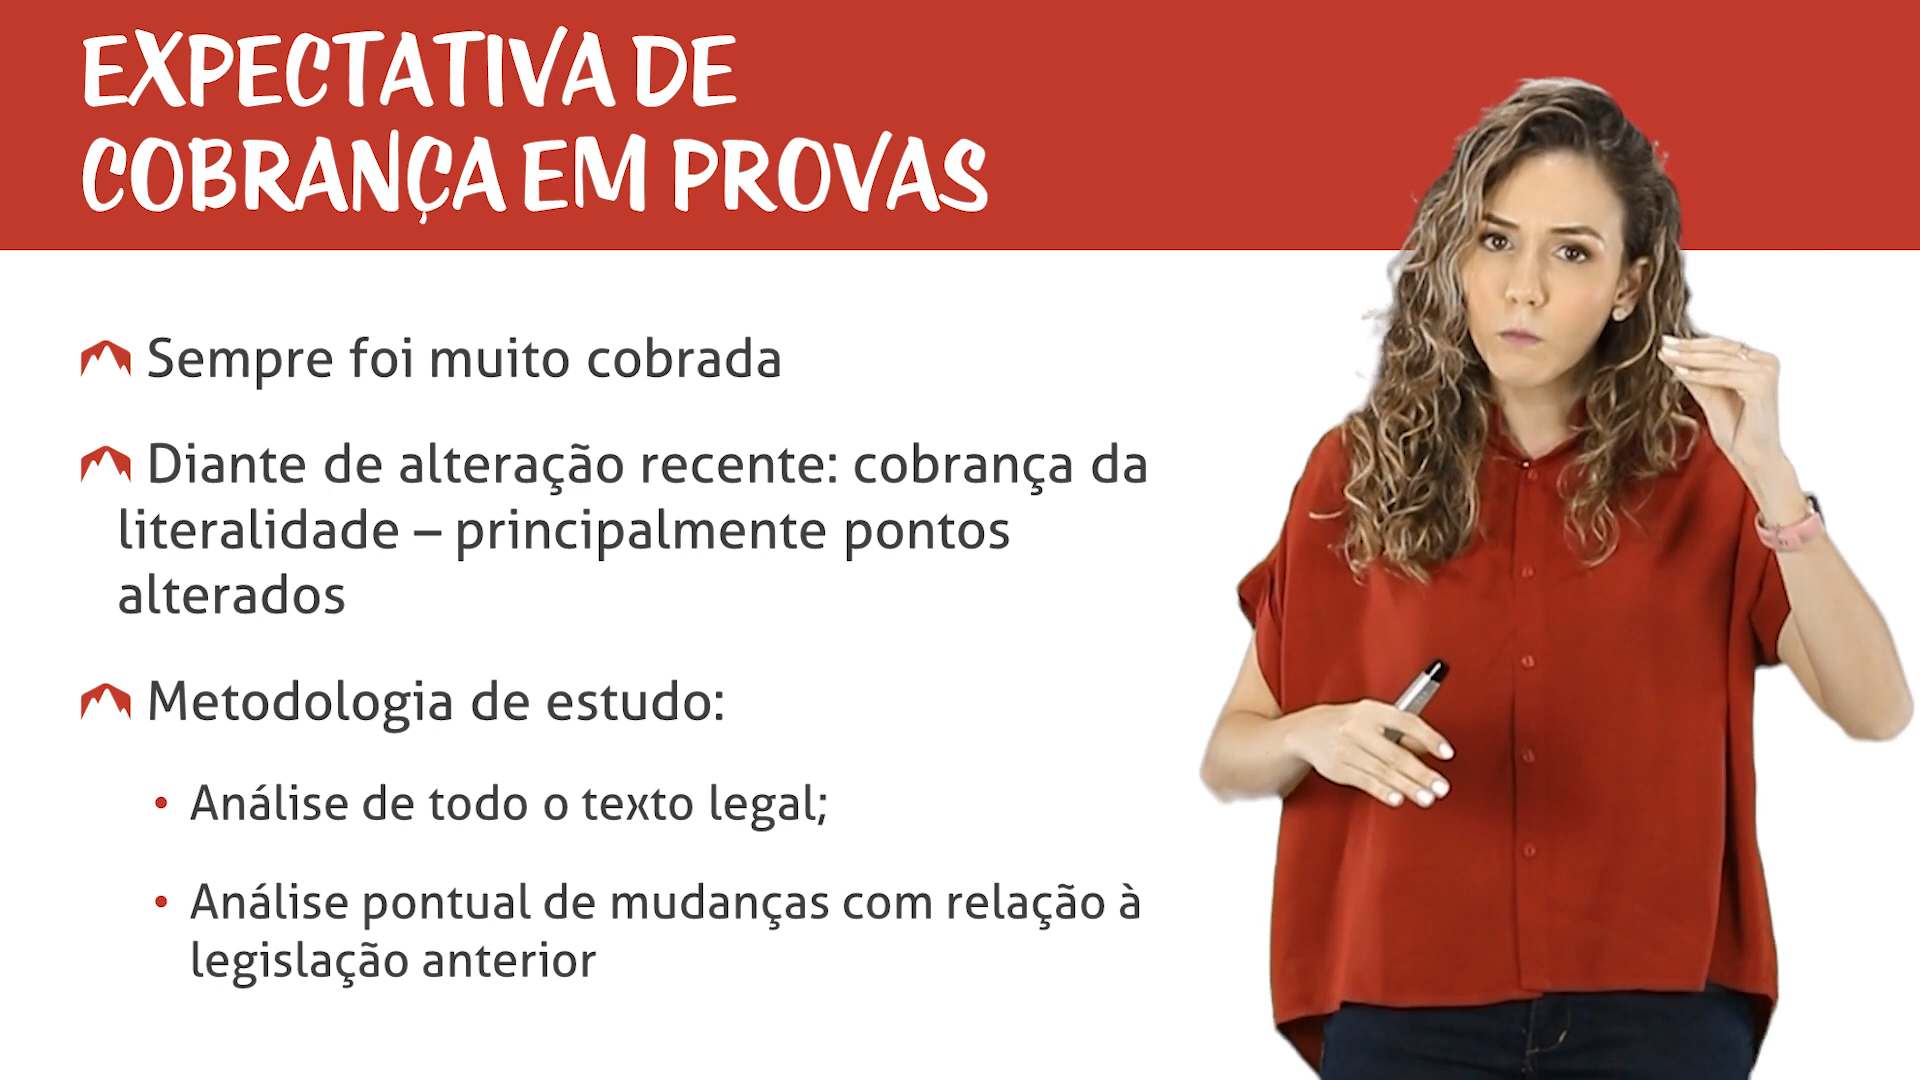 EXPECTATIVA DE
COBRANÇA EM PROVAS
Sempre foi muito cobrada
Diante de alteração recente: cobrança da
literalidade – principalmente pontos
alterados
Metodologia de estudo:
• Análise de todo o texto legal;
• Análise pontual de mudanças com relação à
legislação anterior